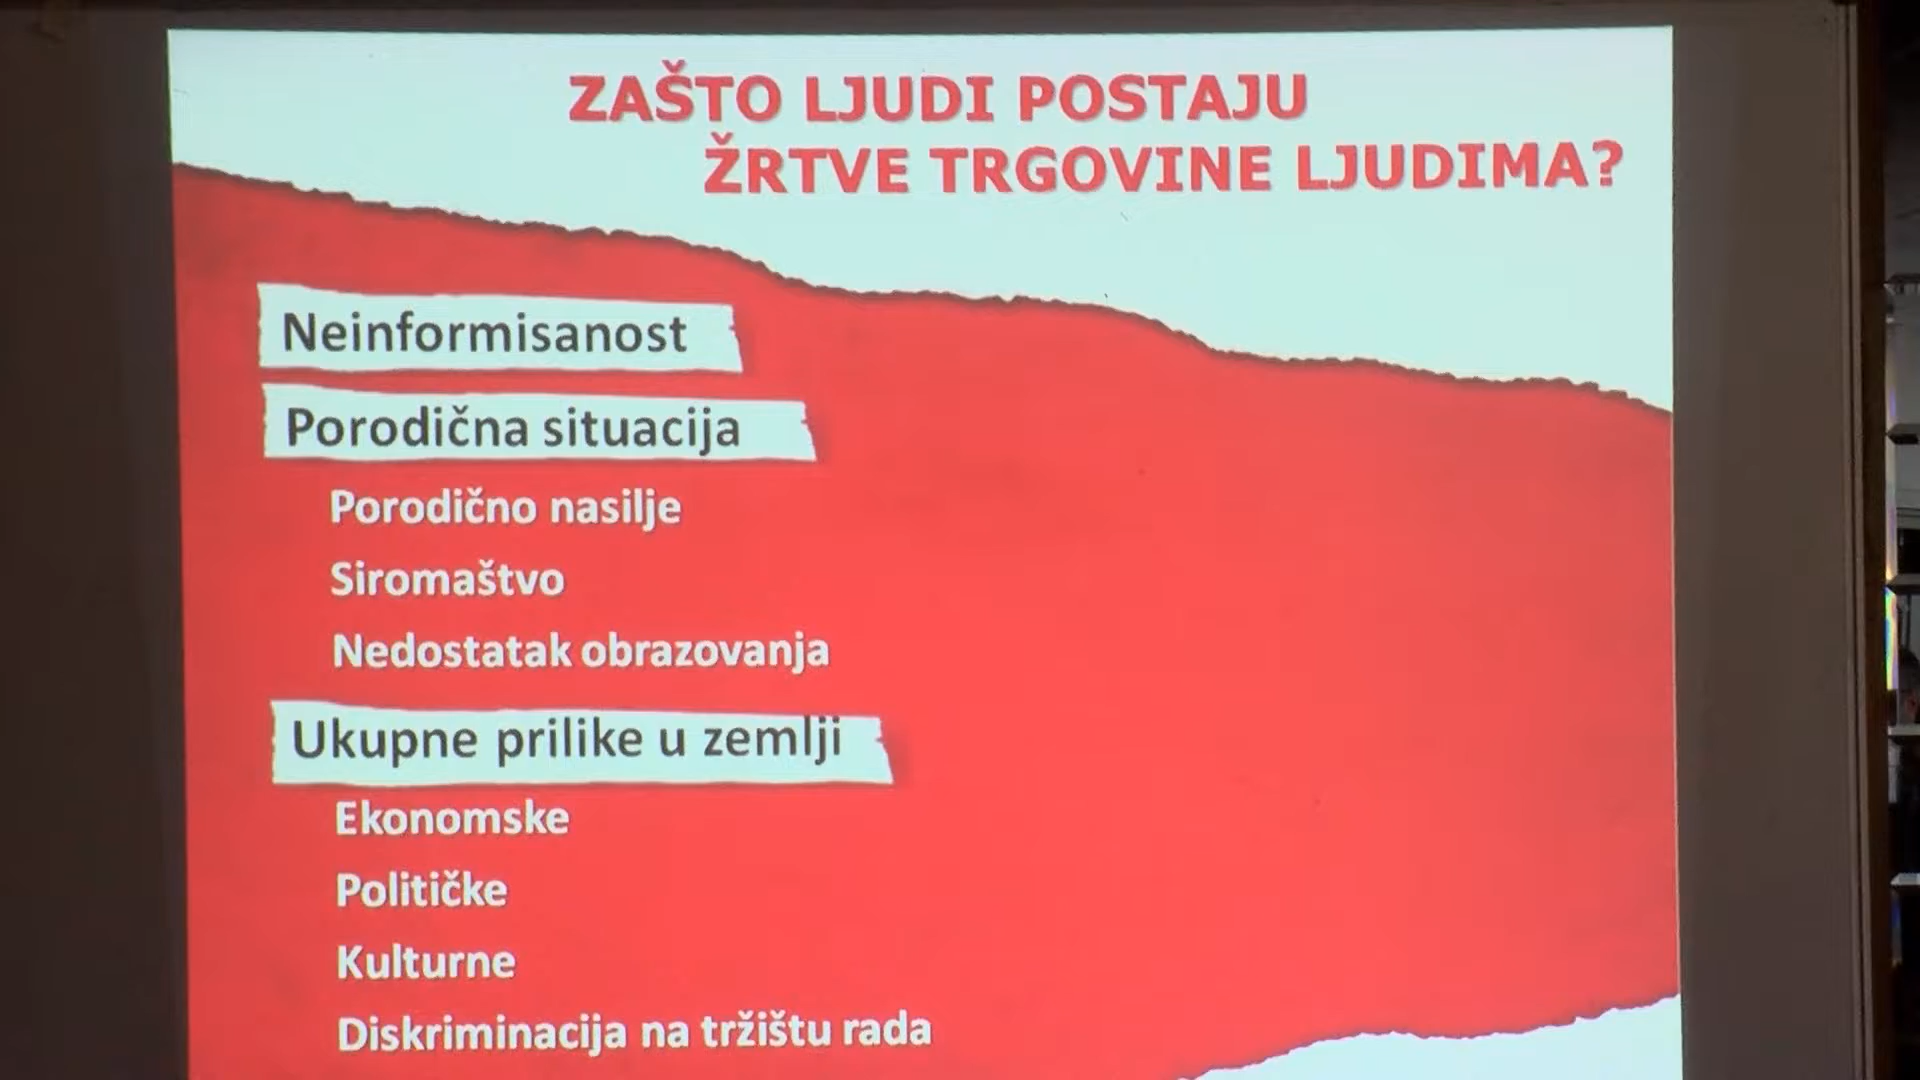 ZAŠTO LJUDI POSTAJU
ŽRTVE TRGOVINE LJUDIMA?
Neinformisanost
Porodična situacija
Porodično nasilje
Siromaštvo
Nedostatak obrazovanja
Ukupne prilike u zemlji
Ekonomske
Političke
Kulturne
Diskriminacija na tržištu rada